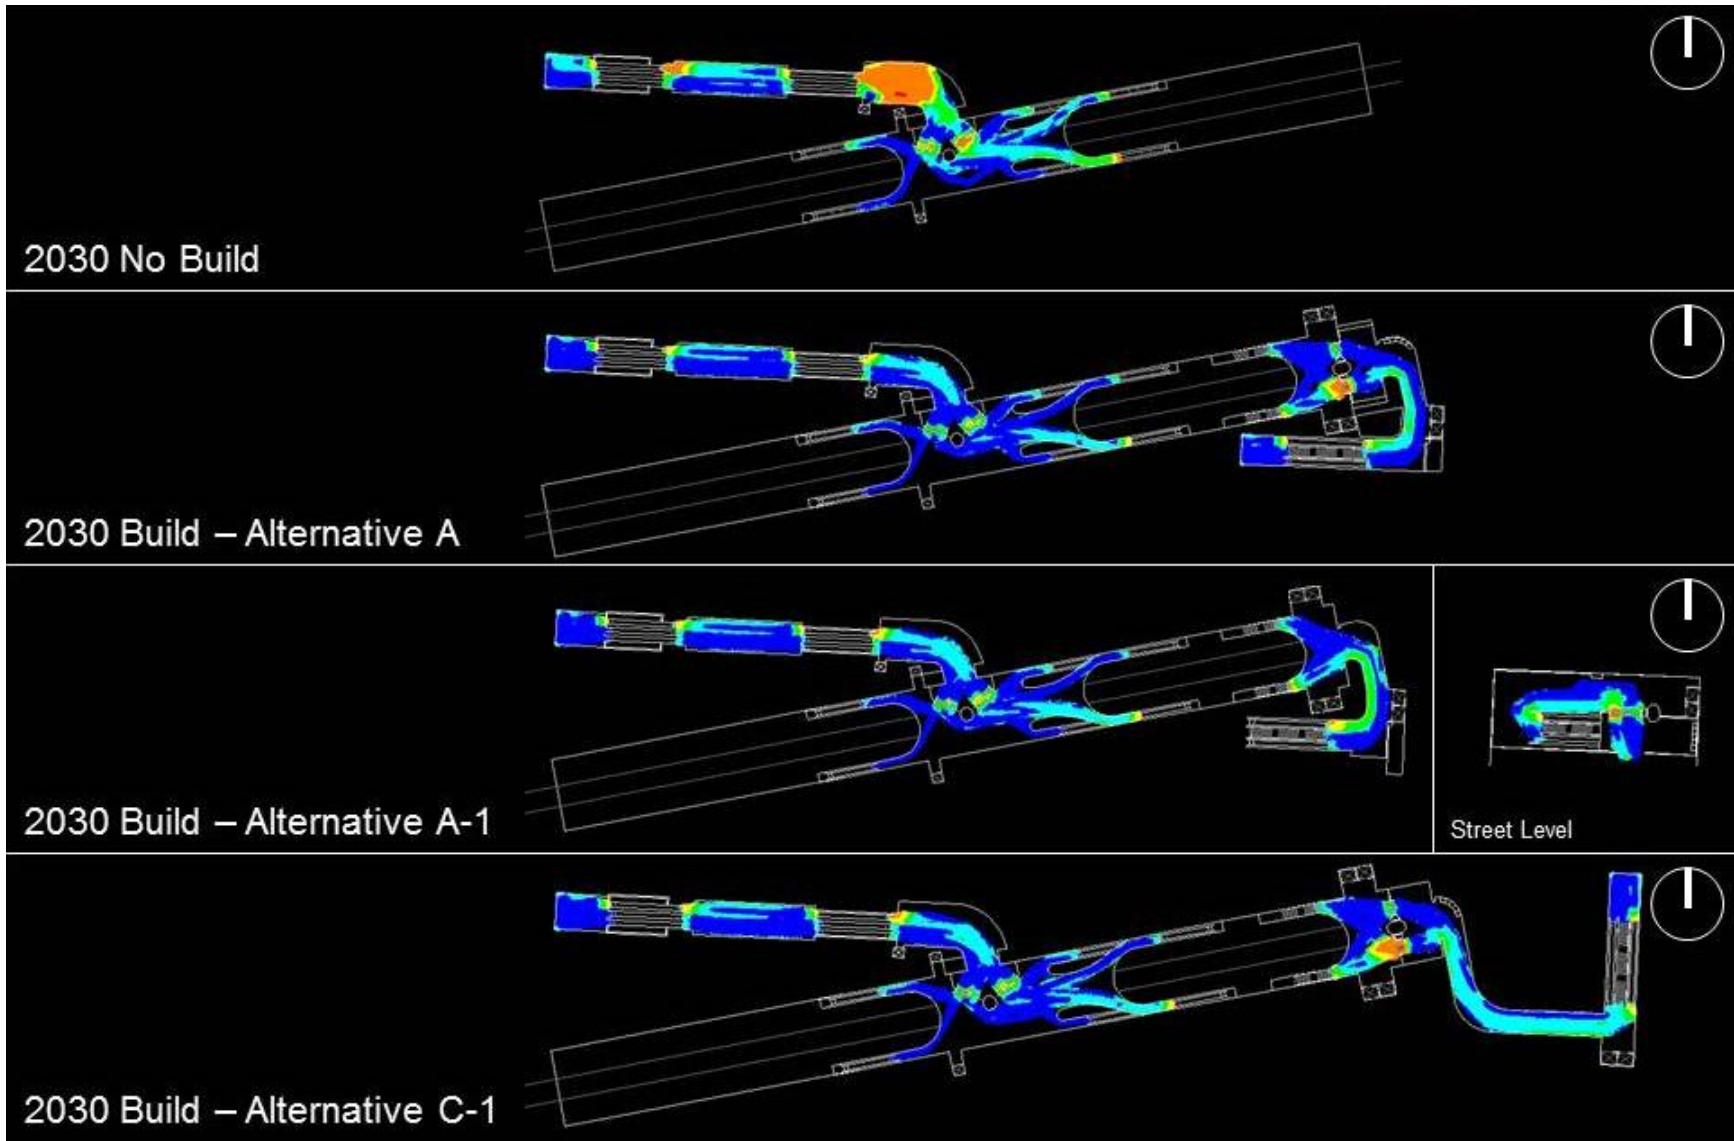 2030 No Build
2030 Build – Alternative A
2030 Build – Alternative A-1
Street Level
2030 Build – Alternative C-1